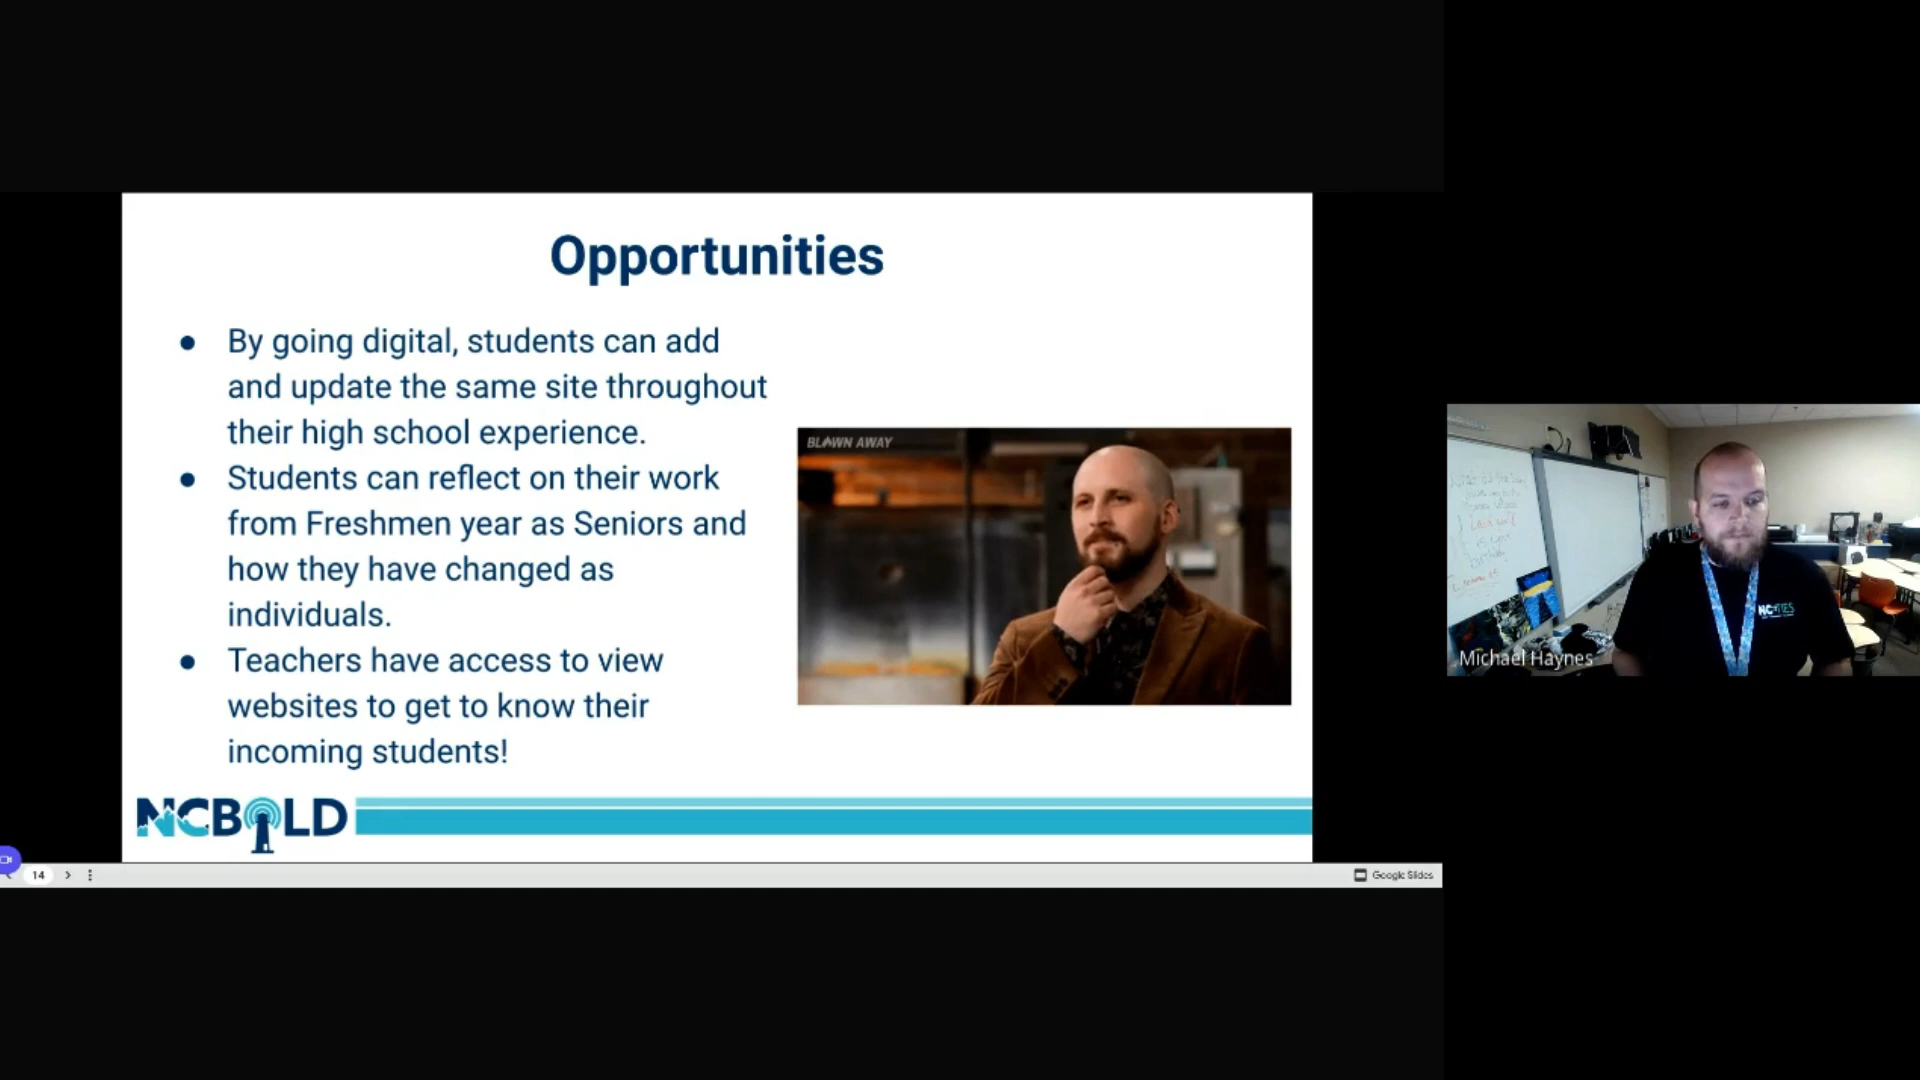 Opportunities
● By going digital, students can add
and update the same site throughout
their high school experience.
● Students can reflect on their work
from Freshmen year as Seniors and
how they have changed as
individuals.
● Teachers have access to view
websites to get to know their
incoming students!
BLOWN AWAY
NCBOLD
14
Google Slides
Michael Haynes